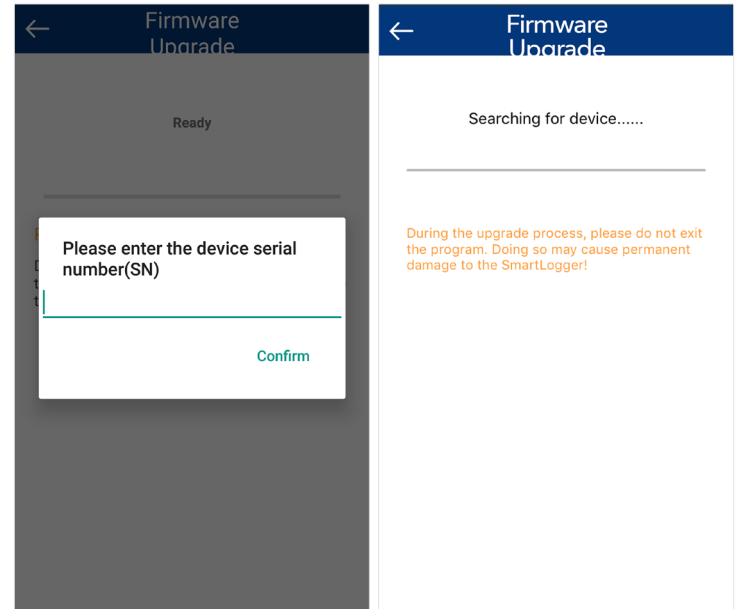 Firmware
Upgrade
Ready
Please enter the device serial
number(SN)
Confirm
Firmware
Upgrade
Searching for device......
During the upgrade process, please do not exit
the program. Doing so may cause permanent
damage to the SmartLogger!